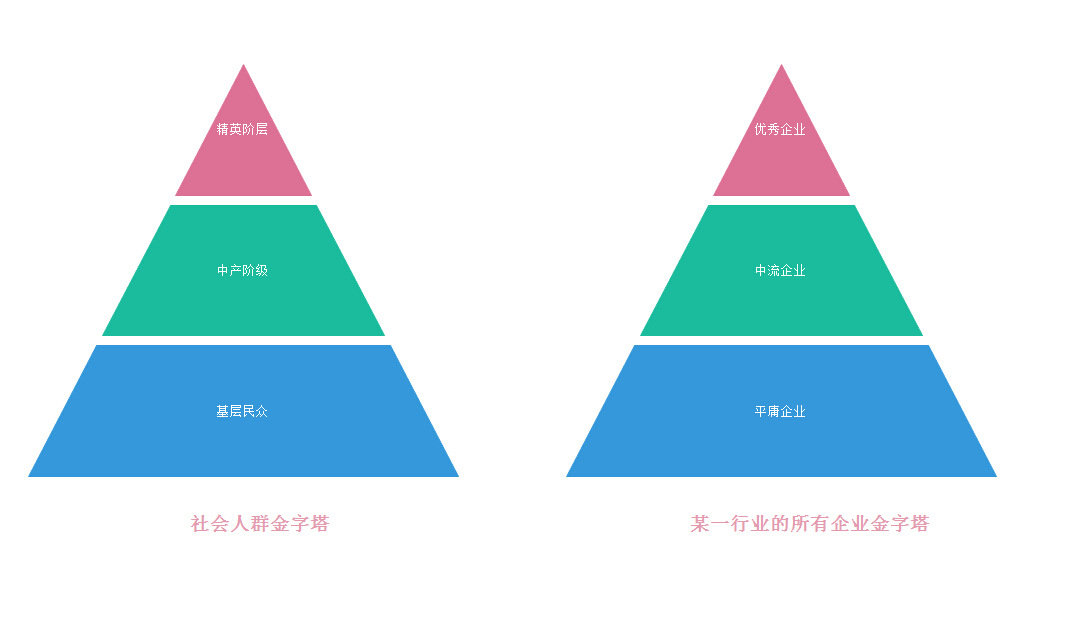 精英阶层
中产阶级
基层民众
社会人群金字塔
优秀企业
中流企业
平庸企业
某一行业的所有企业金字塔